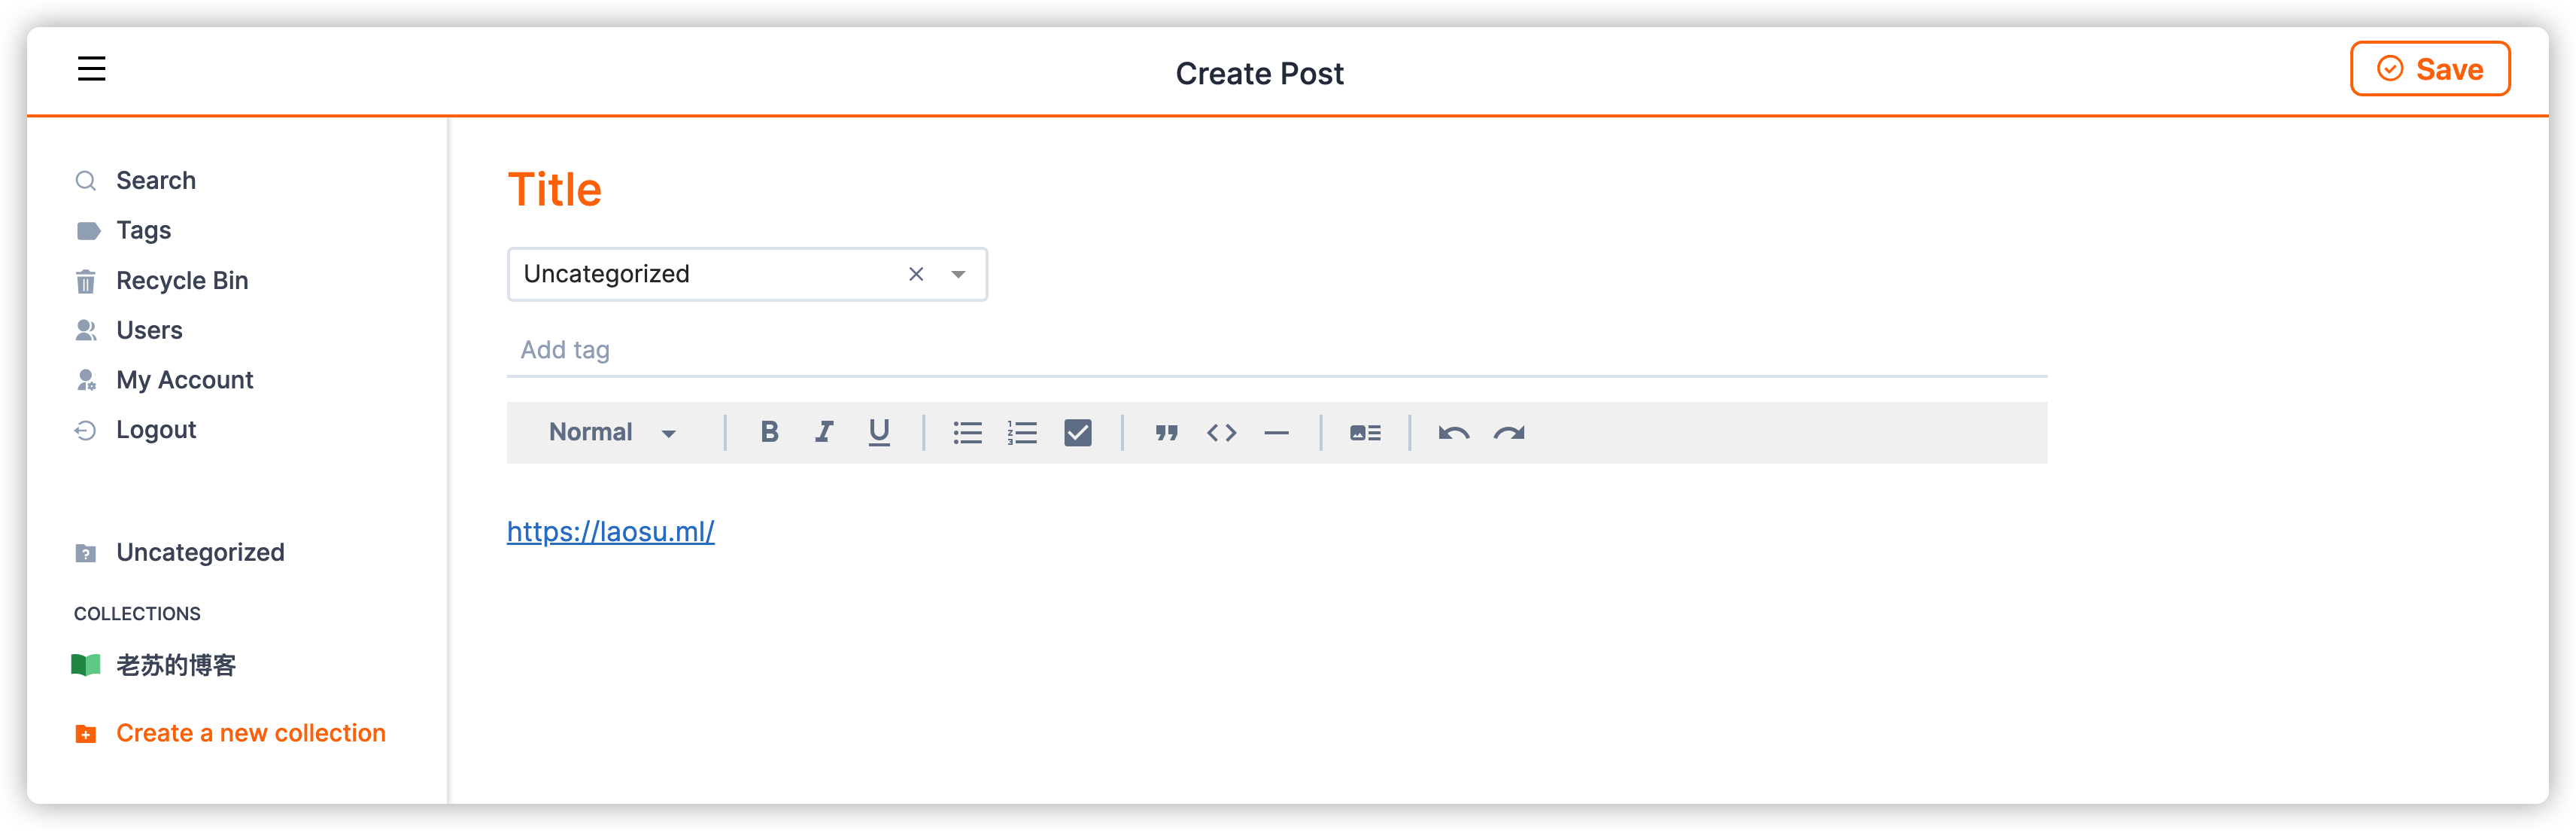 Create Post
Save
Search
Tags
Recycle Bin
Users
My Account
Logout
Uncategorized
COLLECTIONS
老苏的博客
Create a new collection
Title
Uncategorized
Add tag
Normal
B I U
https://laosu.ml/